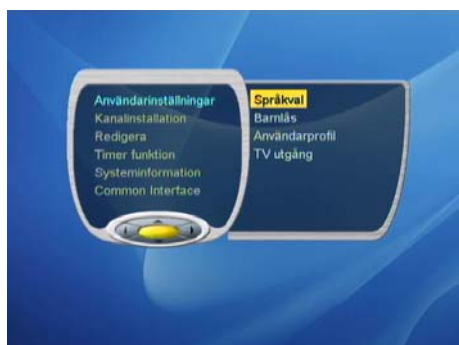 Användarinställningar
Kanalinstallation
Redigera
Timer funktion
Systeminformation
Common Interface
Språkval
Barnlås
Användarprofil
TV utgång